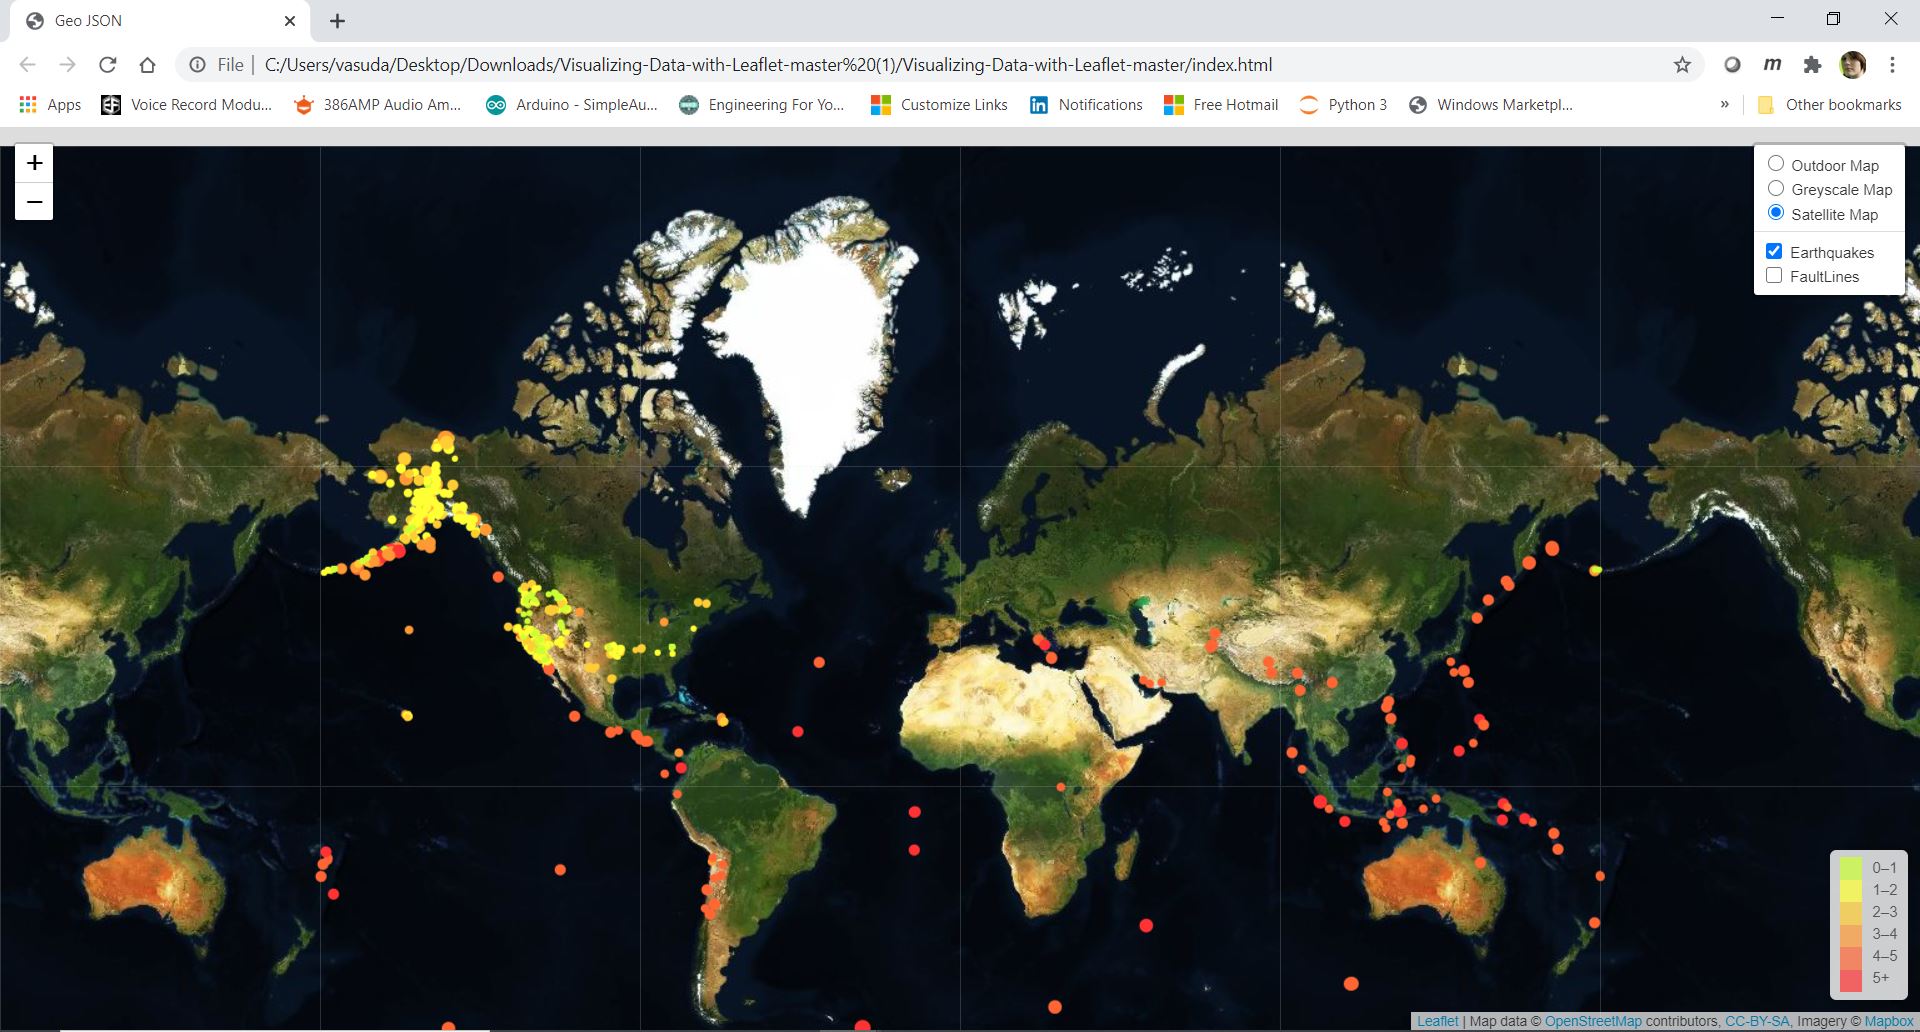 Geo JSON
File | C:/Users/vasuda/Desktop/Downloads/Visualizing-Data-with-Leaflet-master%20(1)/Visualizing-Data-with-Leaflet-master/index.html
m
Apps Voice Record Modu... 386AMP Audio Am... Arduino - SimpleAu... Engineering For Yo... Customize Links Notifications Free Hotmail Python 3 Windows Marketpl... » Other bookmarks
+
−
Outdoor Map
Greyscale Map
Satellite Map
Earthquakes
FaultLines
0–1
1–2
2–3
3–4
4–5
5+
Leaflet | Map data © OpenStreetMap contributors, CC-BY-SA, Imagery © Mapbox